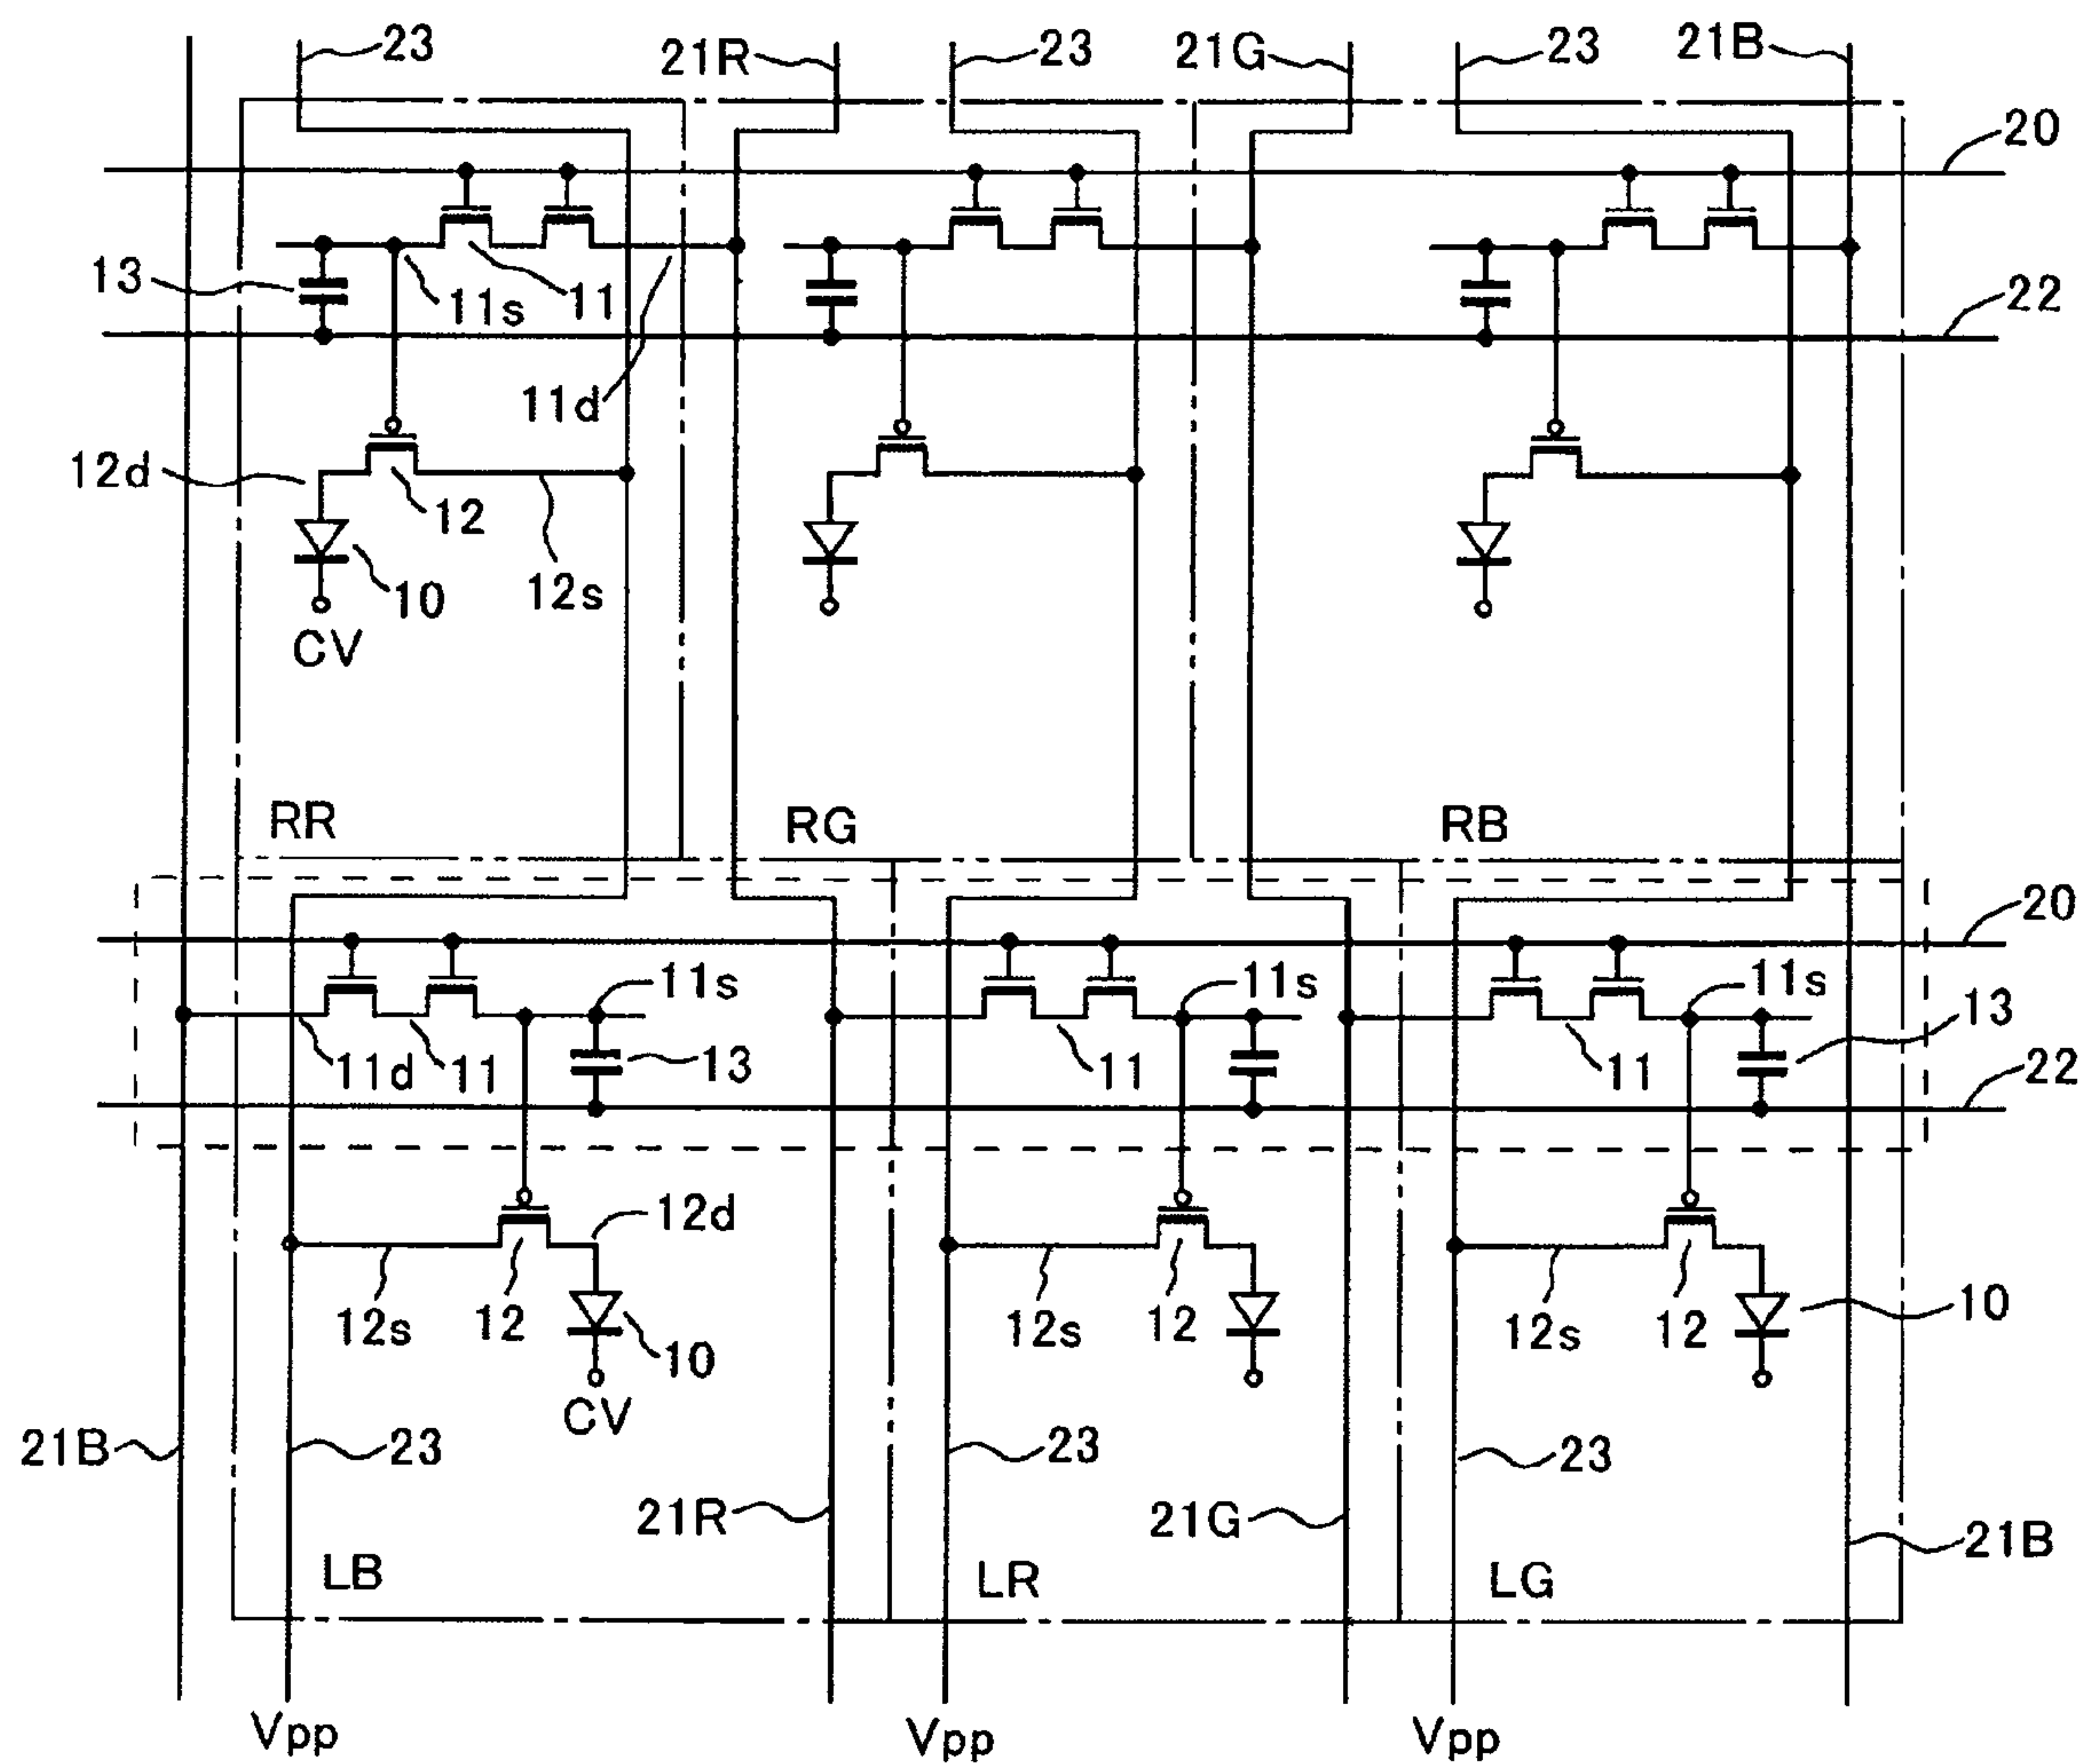 23 21R 23 21G 23 21B
20
13 11s 11
22
11d
12d 12 12s
10
CV
RR RG RB
20
11s 11s 11s
13
11d 11 13 11 11
22
12d
12s 12 12s 12 12s 12
10
10
CV
21B 23 23 23
21R 21G
21B
LB LR LG
Vpp Vpp Vpp